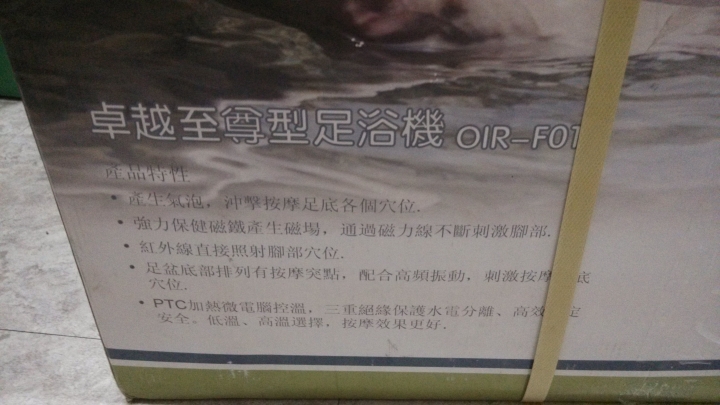 卓越至尊型足浴機 OIR-F01
產品特性
• 產生氣泡，沖擊按摩足底各個穴位.
• 強力保健磁鐵產生磁場，通過磁力線不斷刺激腳部.
• 紅外線直接照射腳部穴位.
• 足盆底部排列有按摩突點，配合高頻振動，刺激按摩 底
穴位.
• PTC加熱微電腦控溫，三重絕緣保護水電分離、高效 定
安全。低溫、高溫選擇，按摩效果更好.